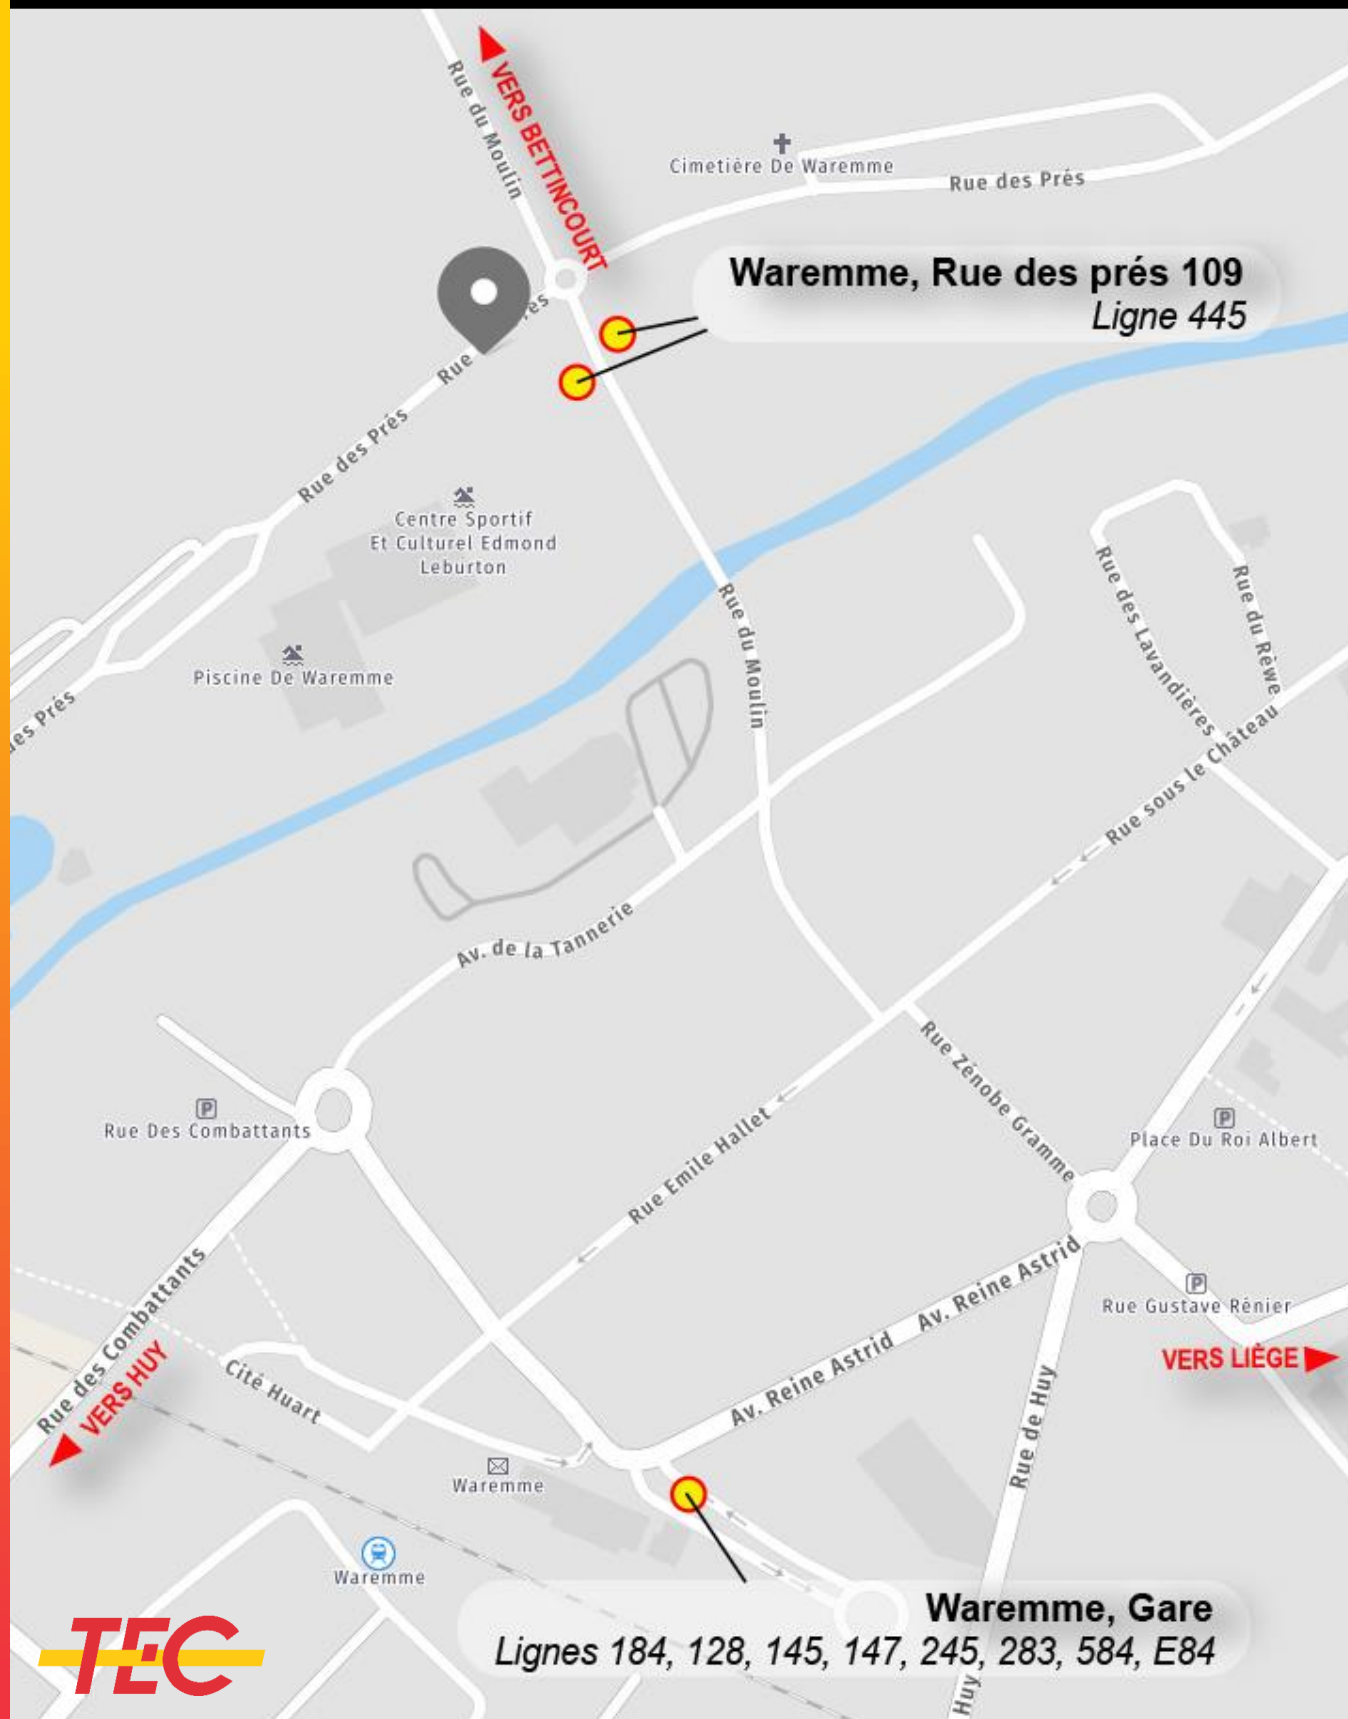 VERS BETTINCOURT
Rue du Moulin
Cimetière De Waremme
Rue des Prés
Waremme, Rue des prés 109
Ligne 445
Rue
es
Rue des Prés
Centre Sportif
Et Culturel Edmond
Leburton
Piscine De Waremme
des Prés
Rue du Moulin
Rue des Lavandières
Rue du Rèwe
Rue sous le Château
Av. de la Tannerie
Rue Des Combattants
Rue Zénobe Gramme
Place Du Roi Albert
Rue Emile Hallet
Rue des Combattants
VERS HUY
Cité Huart
Av. Reine Astrid
Av. Reine Astrid
Rue Gustave Rénier
VERS LIÈGE
Rue de Huy
Waremme
Waremme
Waremme, Gare
Lignes 184, 128, 145, 147, 245, 283, 584, E84
Huy
TEC